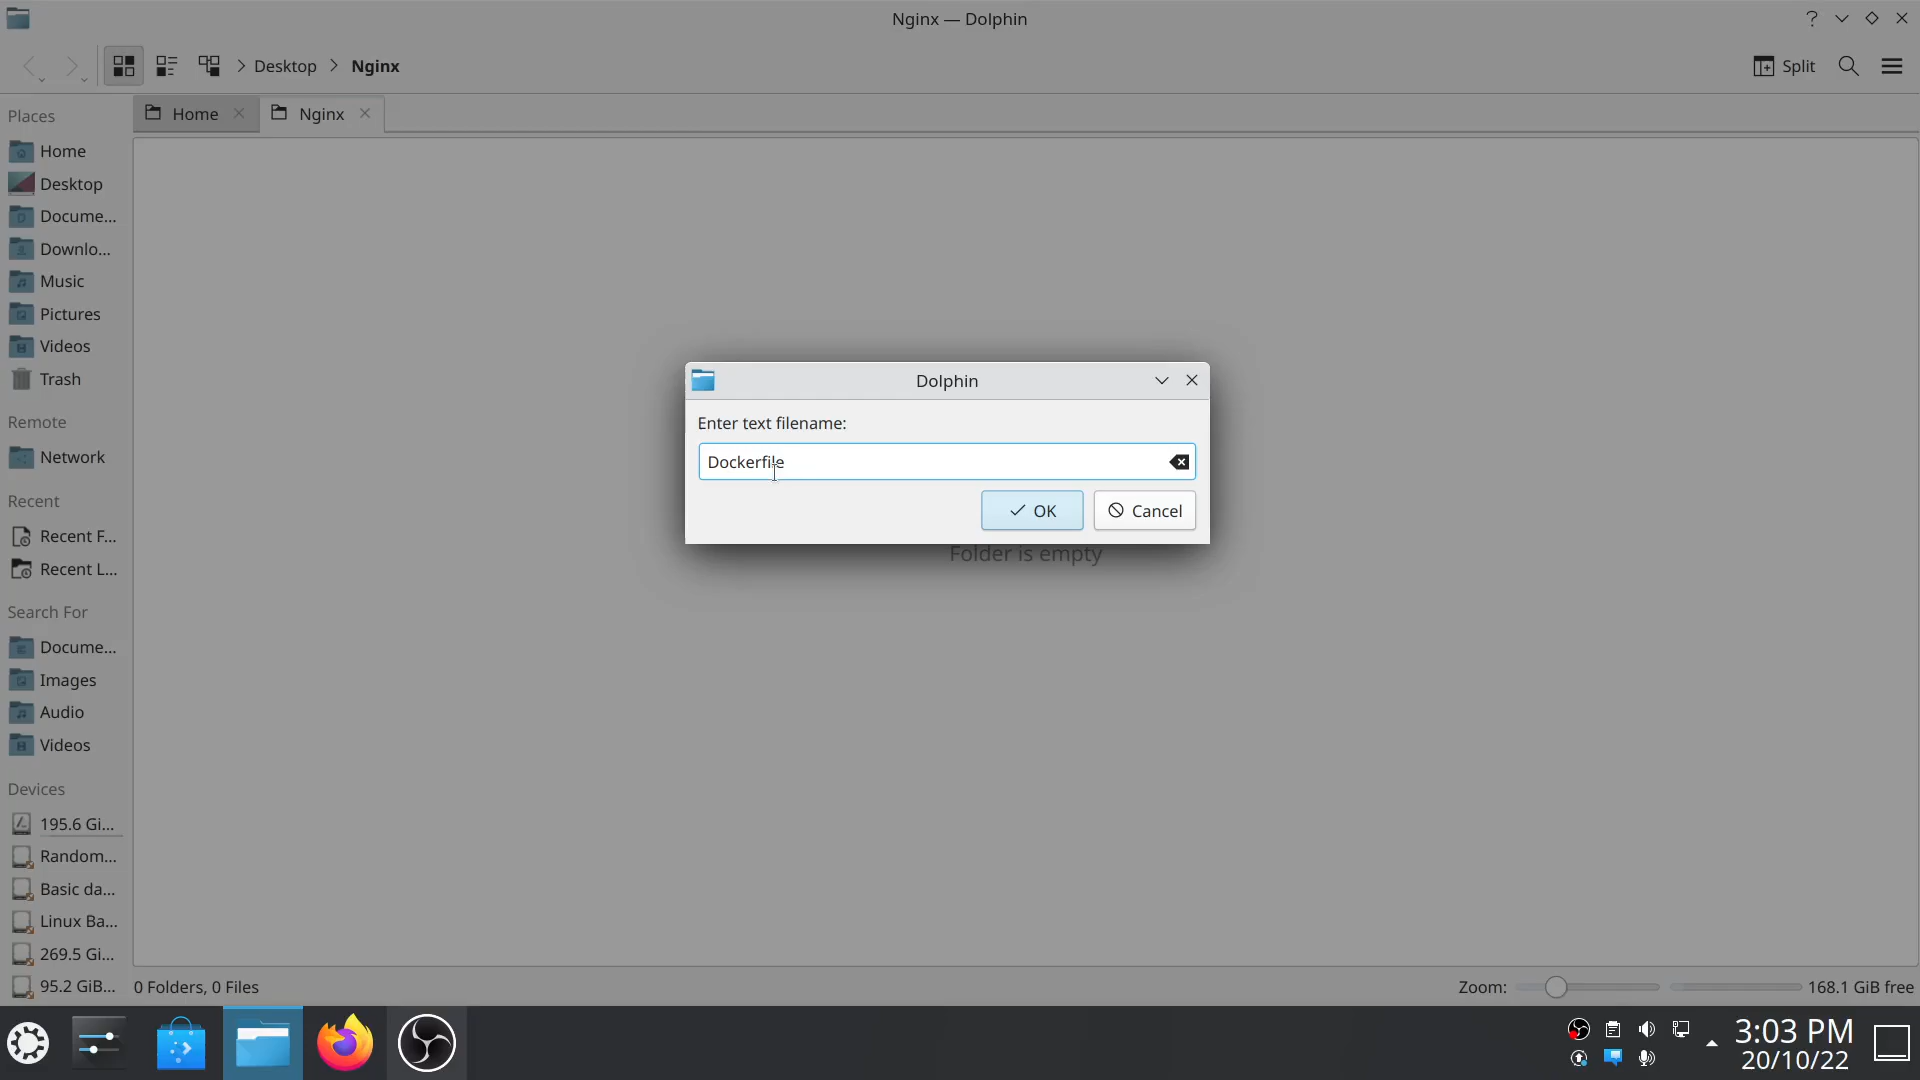 Nginx — Dolphin
Desktop
Nginx
Split
Places
Home
Desktop
Docume...
Downlo...
Music
Pictures
Videos
Trash
Remote
Network
Recent
Recent F...
Recent L...
Search For
Docume...
Images
Audio
Videos
Devices
195.6 Gi...
Random...
Basic da...
Linux Ba...
269.5 Gi...
95.2 GiB...
Home
Nginx
Dolphin
Enter text filename:
Dockerfile
OK
Cancel
Folder is empty
0 Folders, 0 Files
Zoom:
168.1 GiB free
3:03 PM
20/10/22